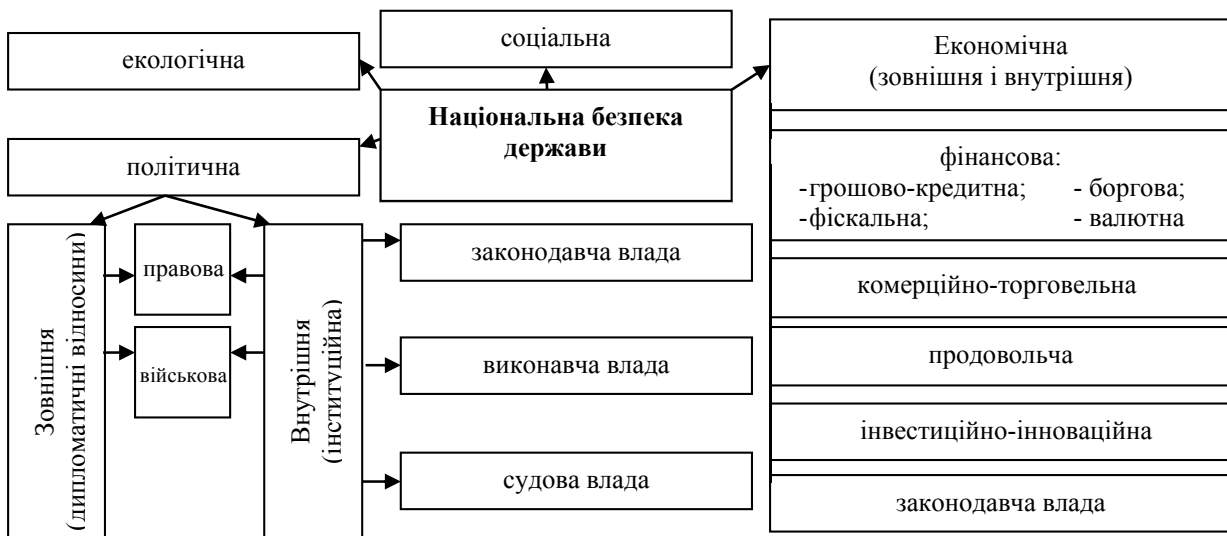 соціальна
екологічна
Економічна
(зовнішня і внутрішня)
Національна безпека
держави
політична
фінансова:
-грошово-кредитна; - боргова;
-фіскальна; - валютна
Зовнішня
(дипломатичні відносини)
правова
військова
Внутрішня
(інституційна)
законодавча влада
виконавча влада
судова влада
комерційно-торговельна
продовольча
інвестиційно-інноваційна
законодавча влада